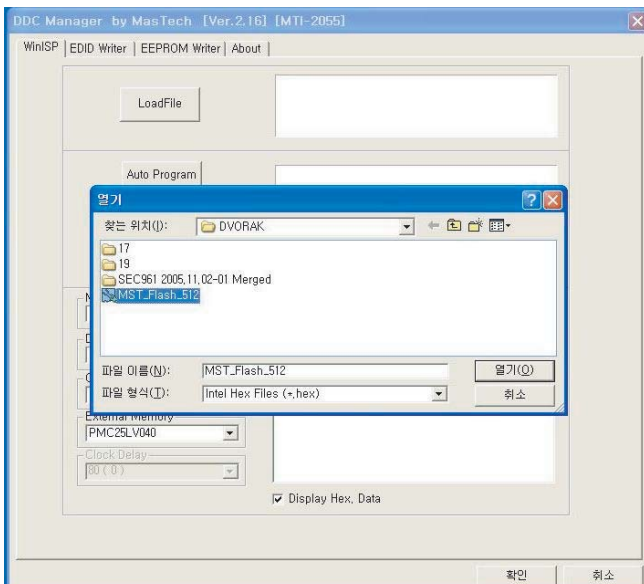 DDC Manager by MasTech [Ver.2.16] [MTI-2055]
WinISP EDID Writer EEPROM Writer About
LoadFile
Auto Program
열기
찾는 위치(I): DVORAK
17
19
SEC961 2005,11,02-01 Merged
MST_Flash_512
파일 이름(N): MST_Flash_512 열기(O)
파일 형식(T): Intel Hex Files (*,hex) 취소
External Memory
PMC25LV040
Clock Delay
80 ( 0 )
Display Hex, Data
확인 취소